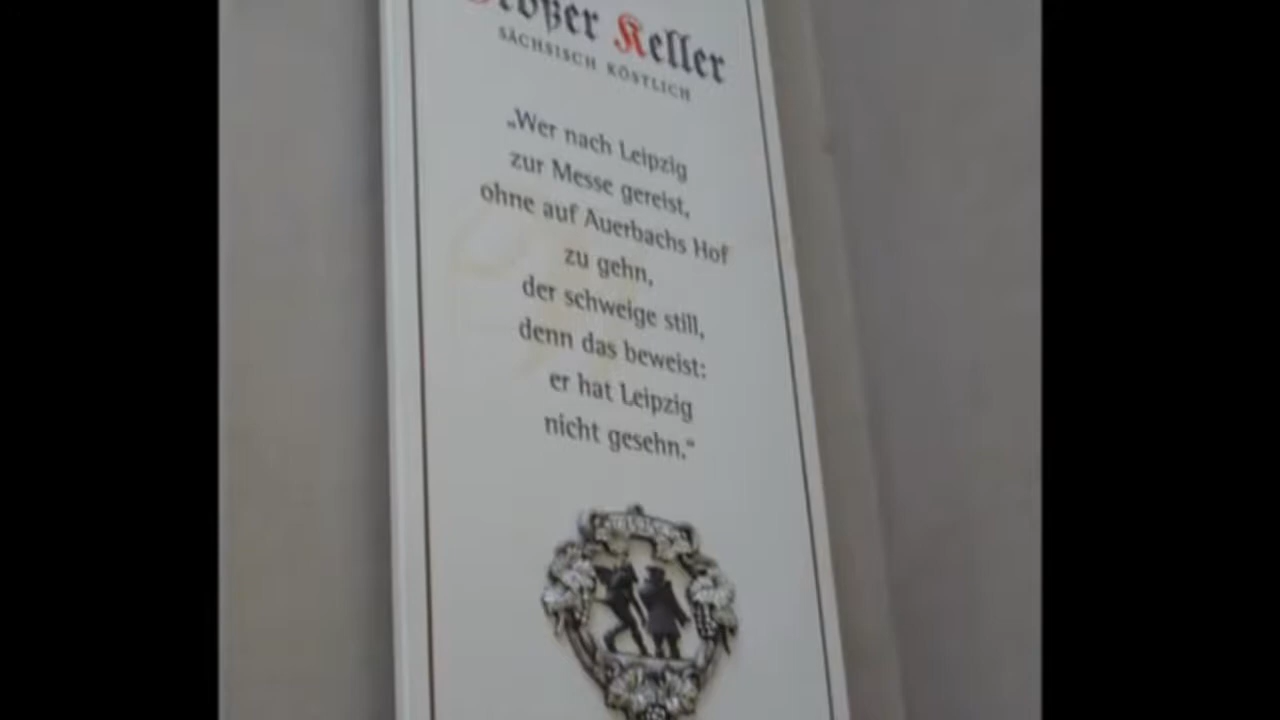 Großer Keller
SÄCHSISCH KÖSTLICH
„Wer nach Leipzig
zur Messe gereist,
ohne auf Auerbachs Hof
zu gehn,
der schweige still,
denn das beweist:
er hat Leipzig
nicht gesehn.“